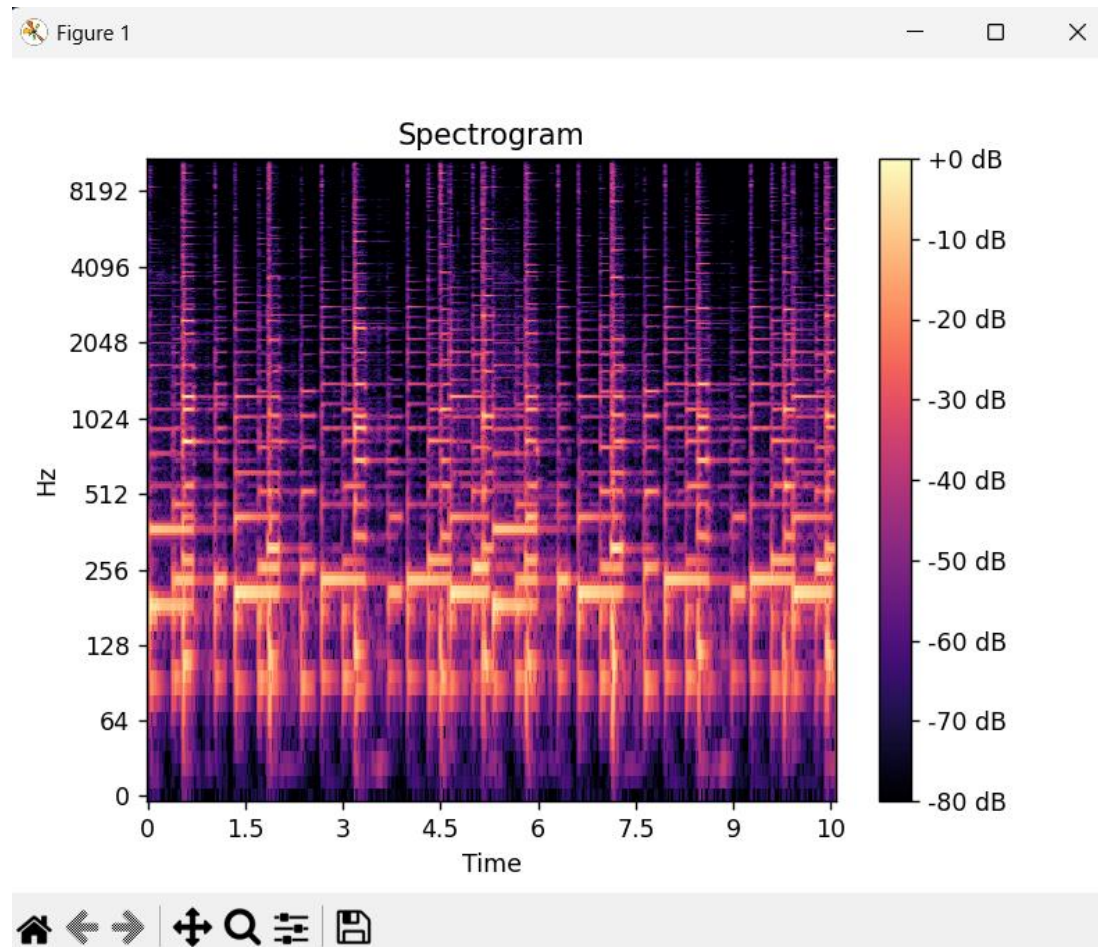 Figure 1
Spectrogram
+0 dB
8192
-10 dB
4096
-20 dB
2048
-30 dB
1024
Hz
512
-40 dB
256
-50 dB
128
-60 dB
64
-70 dB
0
-80 dB
0 1.5 3 4.5 6 7.5 9 10
Time